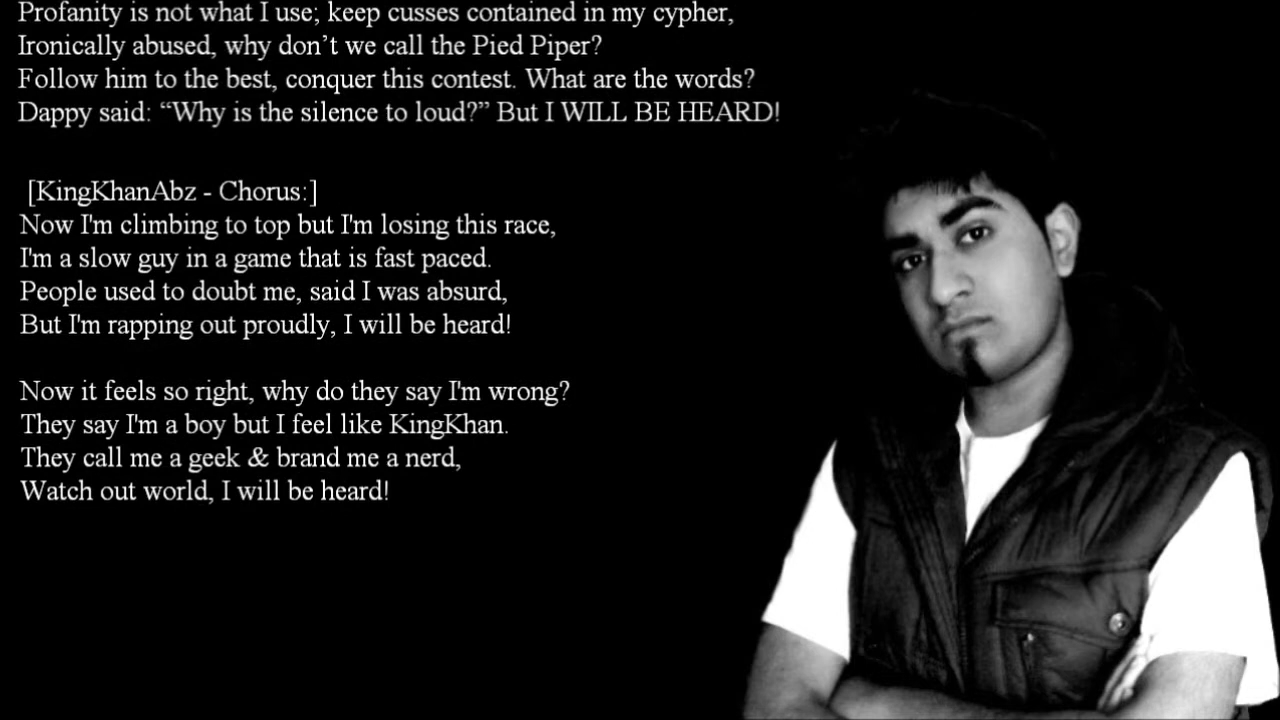 Profanity is not what I use; keep cusses contained in my cypher,
Ironically abused, why don’t we call the Pied Piper?
Follow him to the best, conquer this contest. What are the words?
Dappy said: “Why is the silence to loud?” But I WILL BE HEARD!
[KingKhanAbz - Chorus:]
Now I'm climbing to top but I'm losing this race,
I'm a slow guy in a game that is fast paced.
People used to doubt me, said I was absurd,
But I'm rapping out proudly, I will be heard!
Now it feels so right, why do they say I'm wrong?
They say I'm a boy but I feel like KingKhan.
They call me a geek & brand me a nerd,
Watch out world, I will be heard!